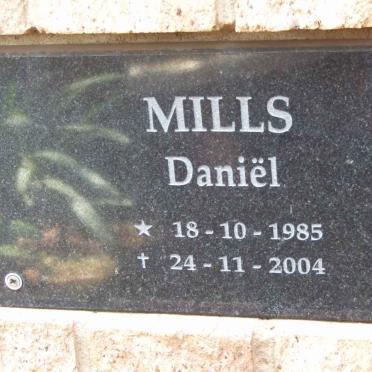 MILLS
Daniël
★ 18 - 10 - 1985
† 24 - 11 - 2004